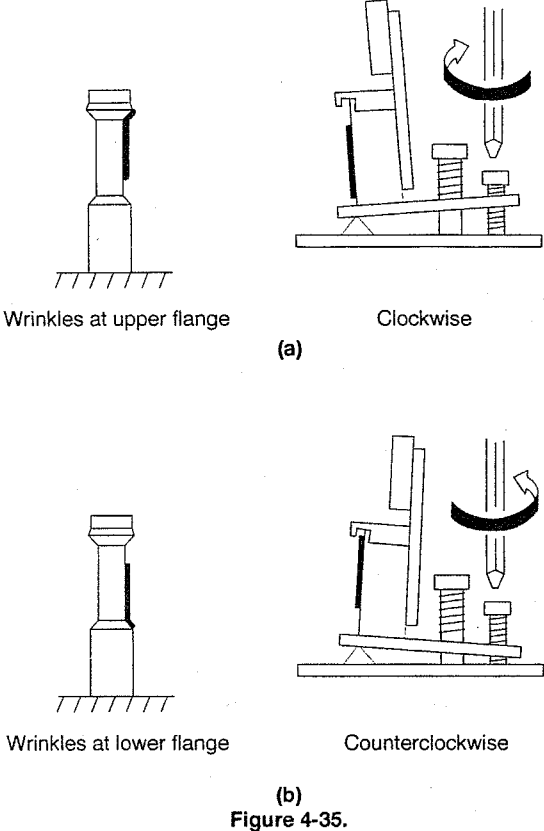 Wrinkles at upper flange
Clockwise
(a)
Wrinkles at lower flange
Counterclockwise
(b)
Figure 4-35.